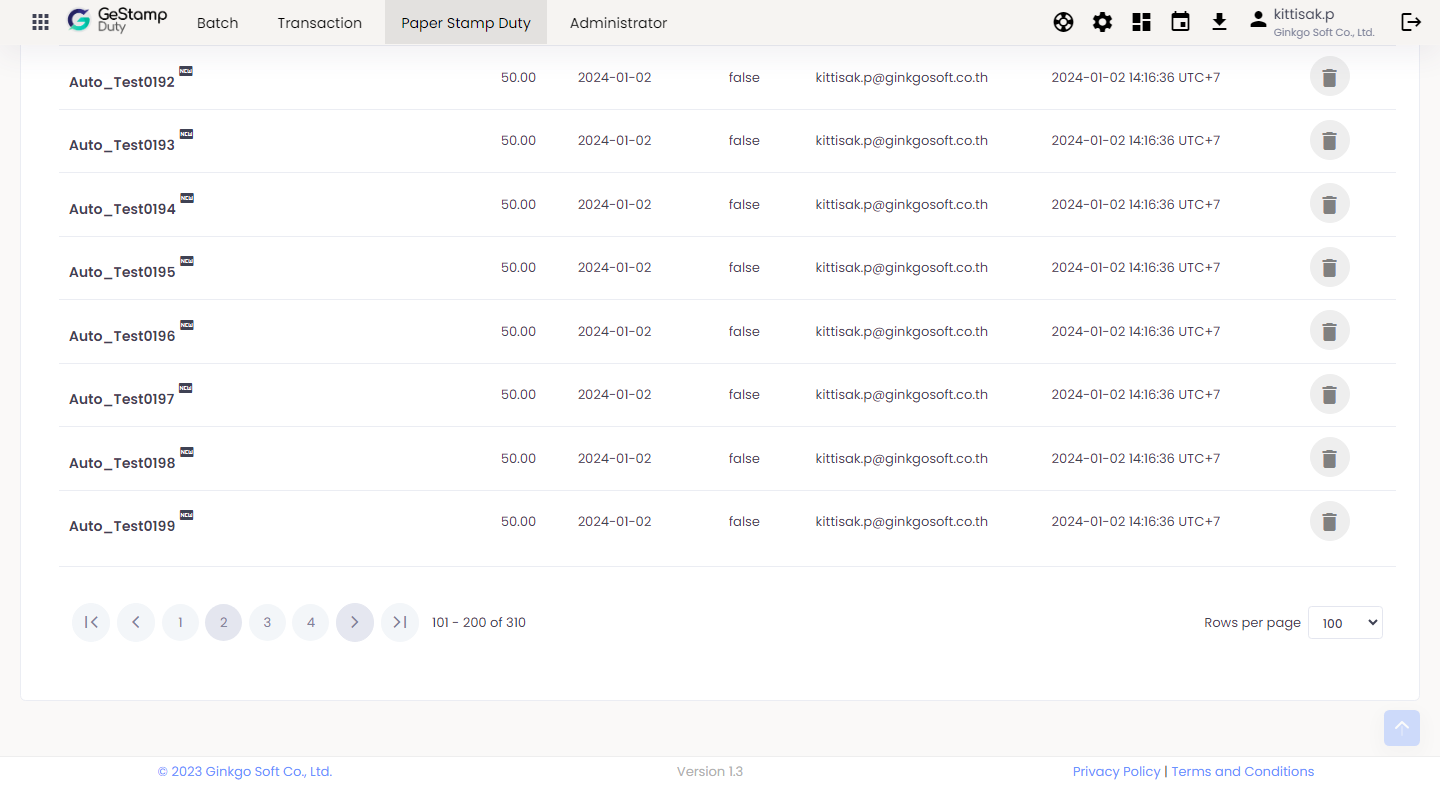 GeStamp
Duty
Batch
Transaction
Paper Stamp Duty
Administrator
kittisak.p
Ginkgo Soft Co., Ltd.
Auto_Test0192 NEW 50.00 2024-01-02 false kittisak.p@ginkgosoft.co.th 2024-01-02 14:16:36 UTC+7
Auto_Test0193 NEW 50.00 2024-01-02 false kittisak.p@ginkgosoft.co.th 2024-01-02 14:16:36 UTC+7
Auto_Test0194 NEW 50.00 2024-01-02 false kittisak.p@ginkgosoft.co.th 2024-01-02 14:16:36 UTC+7
Auto_Test0195 NEW 50.00 2024-01-02 false kittisak.p@ginkgosoft.co.th 2024-01-02 14:16:36 UTC+7
Auto_Test0196 NEW 50.00 2024-01-02 false kittisak.p@ginkgosoft.co.th 2024-01-02 14:16:36 UTC+7
Auto_Test0197 NEW 50.00 2024-01-02 false kittisak.p@ginkgosoft.co.th 2024-01-02 14:16:36 UTC+7
Auto_Test0198 NEW 50.00 2024-01-02 false kittisak.p@ginkgosoft.co.th 2024-01-02 14:16:36 UTC+7
Auto_Test0199 NEW 50.00 2024-01-02 false kittisak.p@ginkgosoft.co.th 2024-01-02 14:16:36 UTC+7
1 2 3 4 101 - 200 of 310 Rows per page 100
© 2023 Ginkgo Soft Co., Ltd. Version 1.3 Privacy Policy | Terms and Conditions